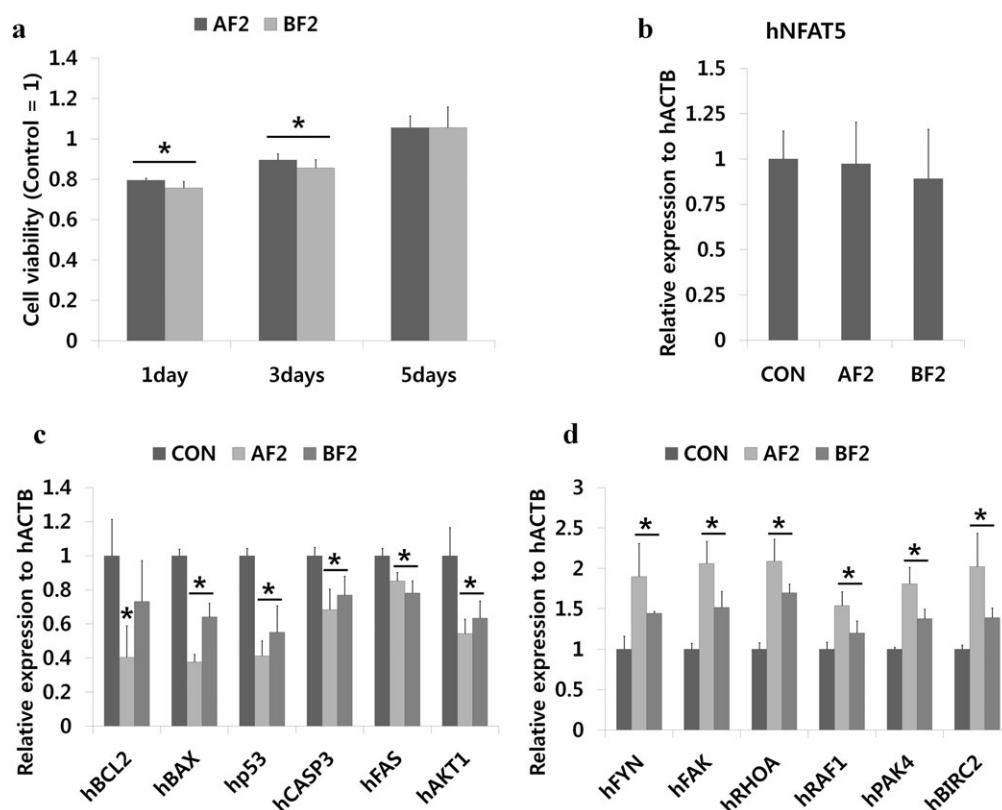 a
AF2 BF2
Cell viability (Control = 1)
1.4
1.2
1
0.8
0.6
0.4
0.2
0
*
*
1day 3days 5days
b
hNFAT5
Relative expression to hACTB
1.5
1.25
1
0.75
0.5
0.25
0
CON AF2 BF2
c
CON AF2 BF2
Relative expression to hACTB
1.4
1.2
1
0.8
0.6
0.4
0.2
0
* * * * * *
hBCL2 hBAX hp53 hCASP3 hFAS hAKT1
d
CON AF2 BF2
Relative expression to hACTB
3
2.5
2
1.5
1
0.5
0
* * * * * *
hFYN hFAK hRHOA hRAF1 hPAK4 hBIRC2